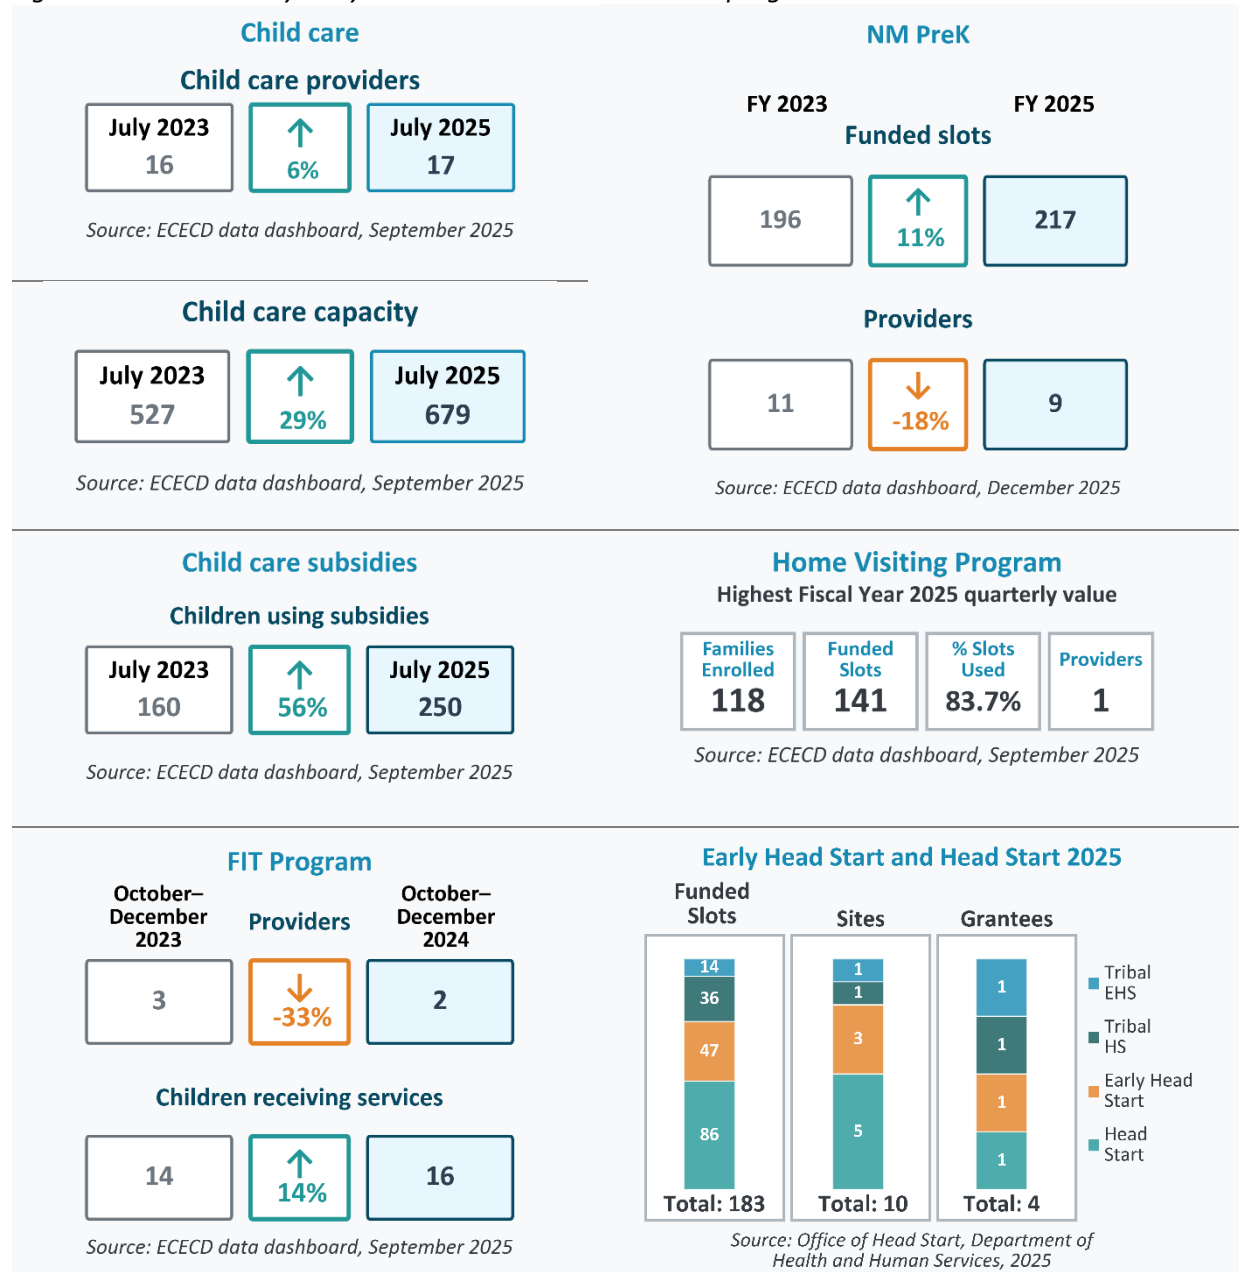 Child care
Child care providers
July 2023
16
6%
July 2025
17
Source: ECECD data dashboard, September 2025
Child care capacity
July 2023
527
29%
July 2025
679
Source: ECECD data dashboard, September 2025
NM PreK
FY 2023
FY 2025
Funded slots
196
11%
217
Providers
11
-18%
9
Source: ECECD data dashboard, December 2025
Child care subsidies
Children using subsidies
July 2023
160
56%
July 2025
250
Source: ECECD data dashboard, September 2025
Home Visiting Program
Highest Fiscal Year 2025 quarterly value
Families
Enrolled
118
Funded
Slots
141
% Slots
Used
83.7%
Providers
1
Source: ECECD data dashboard, September 2025
FIT Program
October–
December
2023
Providers
October–
December
2024
3
-33%
2
Children receiving services
14
14%
16
Source: ECECD data dashboard, September 2025
Early Head Start and Head Start 2025
Funded
Slots
14
36
47
86
Total: 183
Sites
1
1
3
5
Total: 10
Grantees
1
1
1
1
Total: 4
Tribal
EHS
Tribal
HS
Early Head
Start
Head
Start
Source: Office of Head Start, Department of
Health and Human Services, 2025